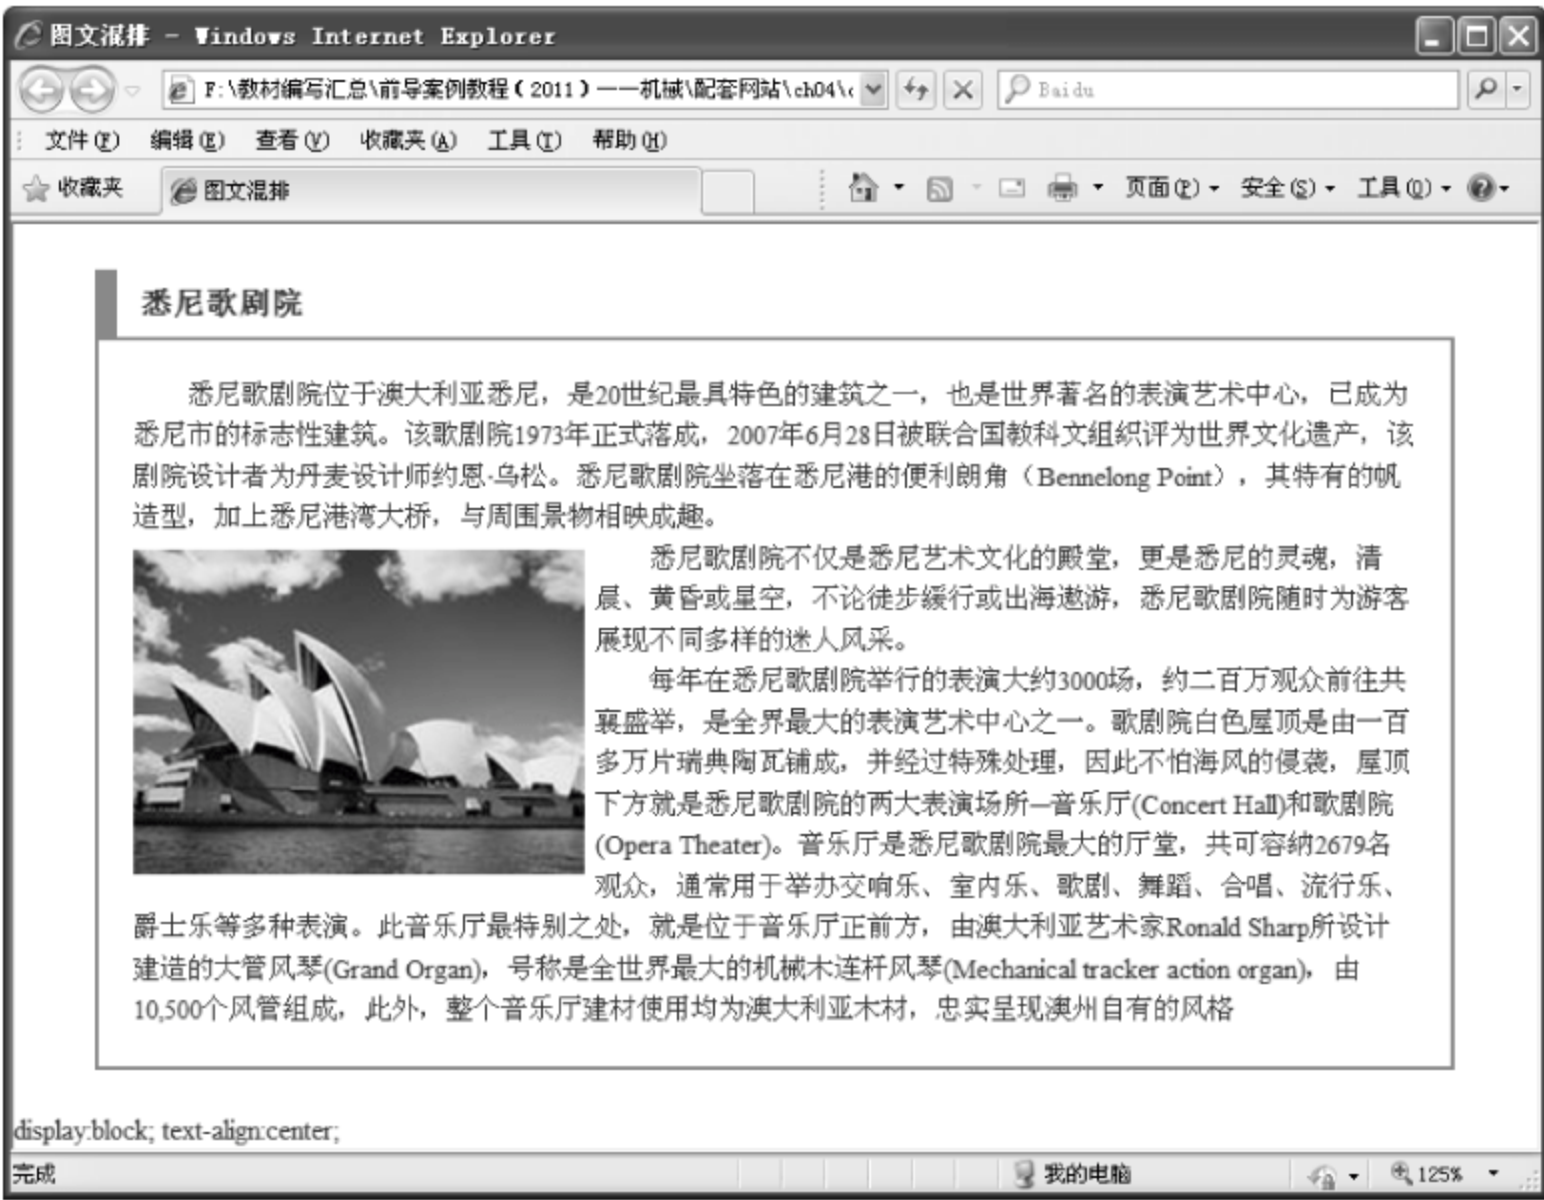 图文混排 - Windows Internet Explorer
F:\教材编写汇总\前导案例教程（2011）——机械\配套网站\ch04\c
Baidu
文件(F) 编辑(E) 查看(V) 收藏夹(A) 工具(T) 帮助(H)
收藏夹 图文混排 页面(P) 安全(S) 工具(O)
悉尼歌剧院
悉尼歌剧院位于澳大利亚悉尼，是20世纪最具特色的建筑之一，也是世界著名的表演艺术中心，已成为
悉尼市的标志性建筑。该歌剧院1973年正式落成，2007年6月28日被联合国教科文组织评为世界文化遗产，该
剧院设计者为丹麦设计师约恩·乌松。悉尼歌剧院坐落在悉尼港的便利朗角（Bennelong Point），其特有的帆
造型，加上悉尼港湾大桥，与周围景物相映成趣。
悉尼歌剧院不仅是悉尼艺术文化的殿堂，更是悉尼的灵魂，清
晨、黄昏或星空，不论徒步缓行或出海遨游，悉尼歌剧院随时为游客
展现不同多样的迷人风采。
每年在悉尼歌剧院举行的表演大约3000场，约二百万观众前往共
襄盛举，是全界最大的表演艺术中心之一。歌剧院白色屋顶是由一百
多万片瑞典陶瓦铺成，并经过特殊处理，因此不怕海风的侵袭，屋顶
下方就是悉尼歌剧院的两大表演场所—音乐厅(Concert Hall)和歌剧院
(Opera Theater)。音乐厅是悉尼歌剧院最大的厅堂，共可容纳2679名
观众，通常用于举办交响乐、室内乐、歌剧、舞蹈、合唱、流行乐、
爵士乐等多种表演。此音乐厅最特别之处，就是位于音乐厅正前方，由澳大利亚艺术家Ronald Sharp所设计
建造的大管风琴(Grand Organ)，号称是全世界最大的机械木连杆风琴(Mechanical tracker action organ)，由
10,500个风管组成，此外，整个音乐厅建材使用均为澳大利亚木材，忠实呈现澳州自有的风格
display:block; text-align:center;
完成 我的电脑 125%